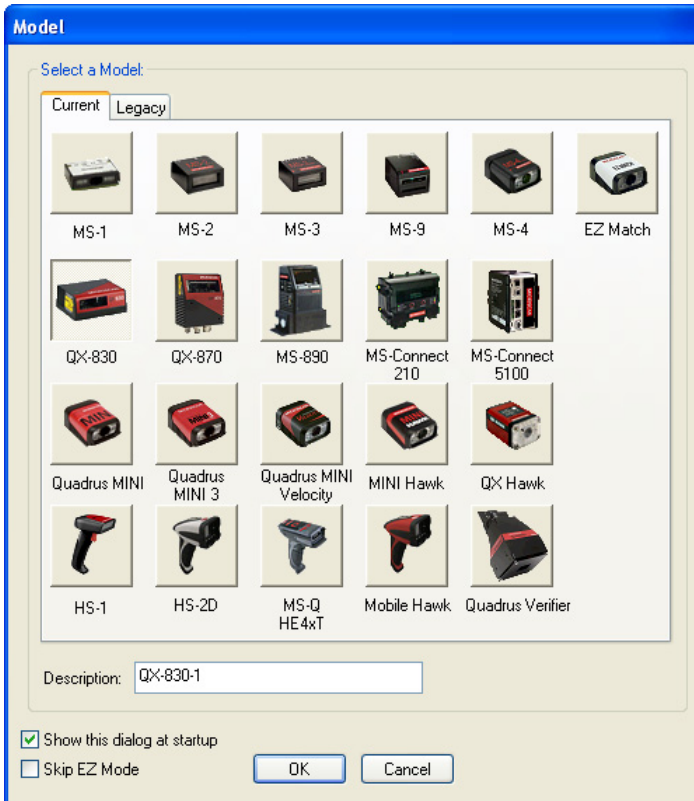 Model
Select a Model:
Current Legacy
MS-1 MS-2 MS-3 MS-9 MS-4 EZ Match
QX-830 QX-870 MS-890 MS-Connect 210 MS-Connect 5100
Quadrus MINI Quadrus MINI 3 Quadrus MINI Velocity MINI Hawk QX Hawk
HS-1 HS-2D MS-Q HE4xT Mobile Hawk Quadrus Verifier
Description: QX-830-1
Show this dialog at startup
Skip EZ Mode
OK Cancel